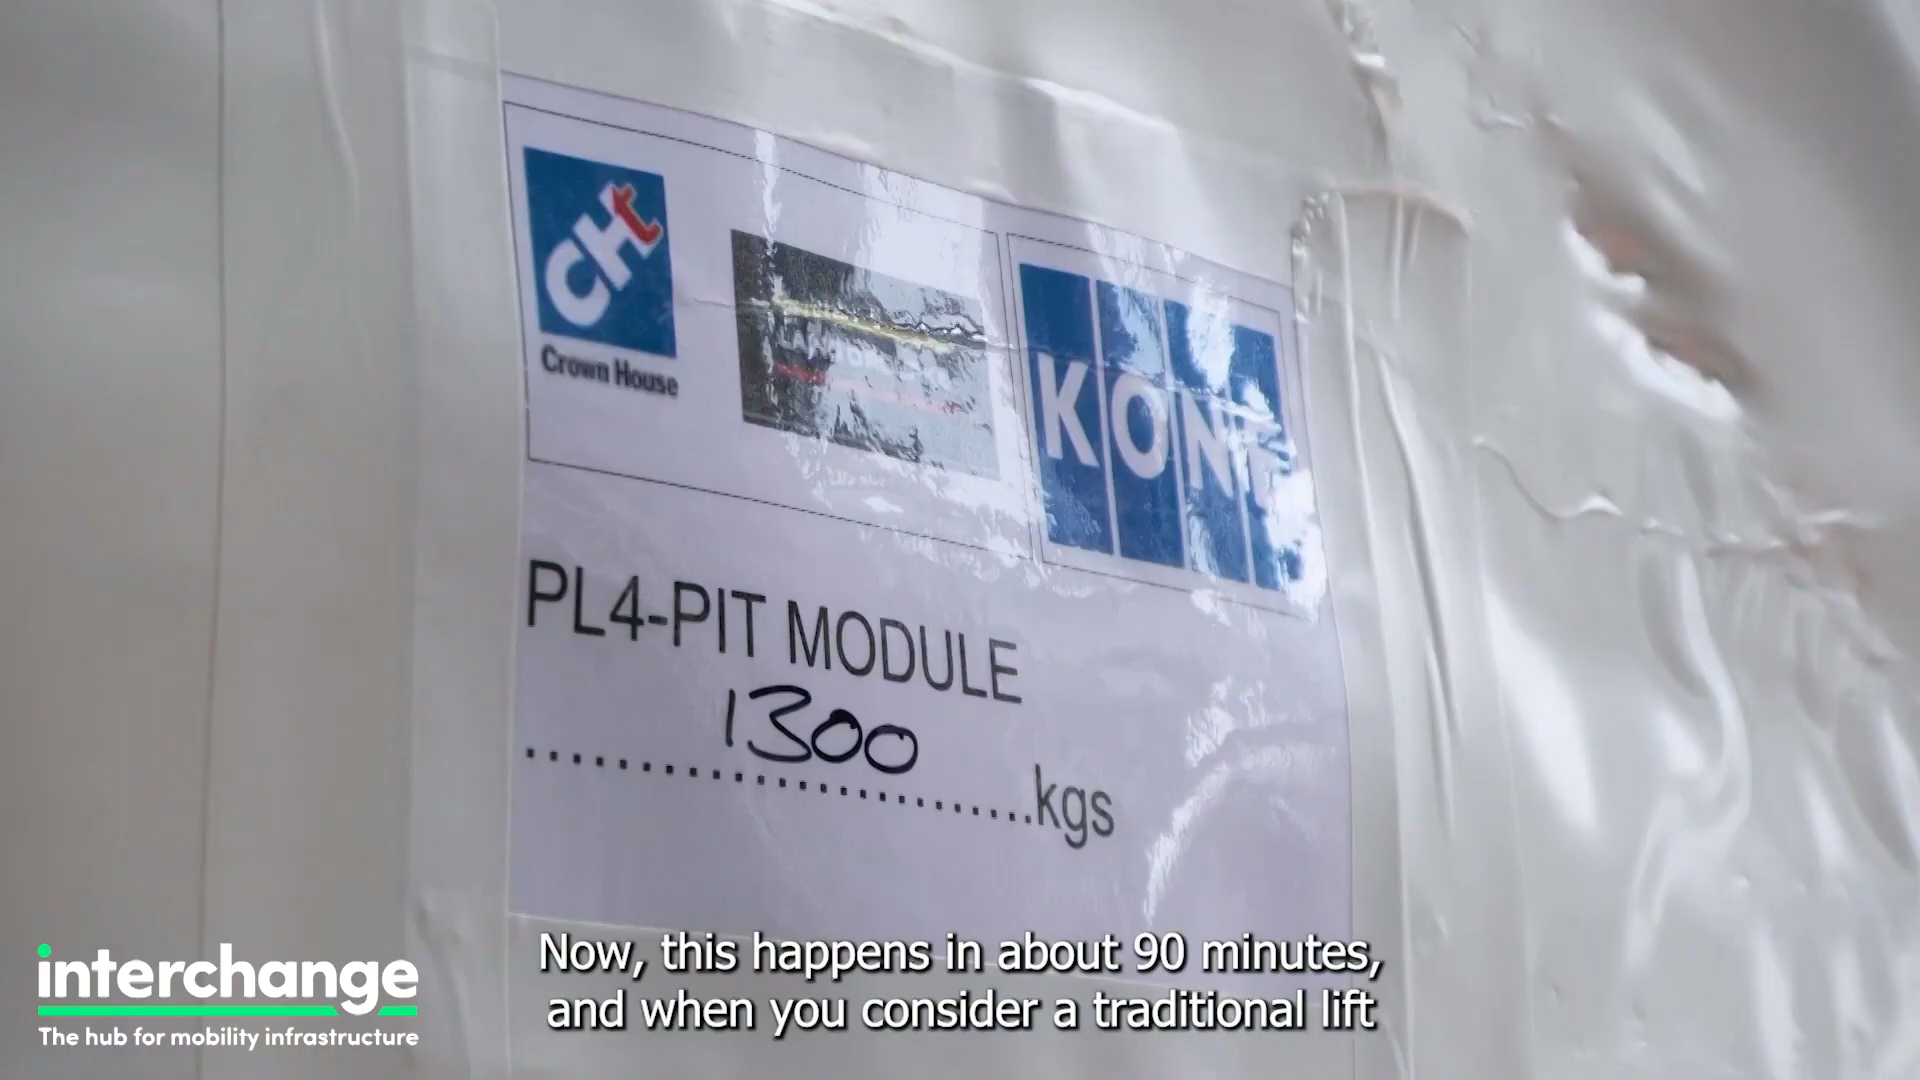 CHt
Crown House
KONE
PL4-PIT MODULE
1300
....................kgs
interchange
The hub for mobility infrastructure
Now, this happens in about 90 minutes,
and when you consider a traditional lift